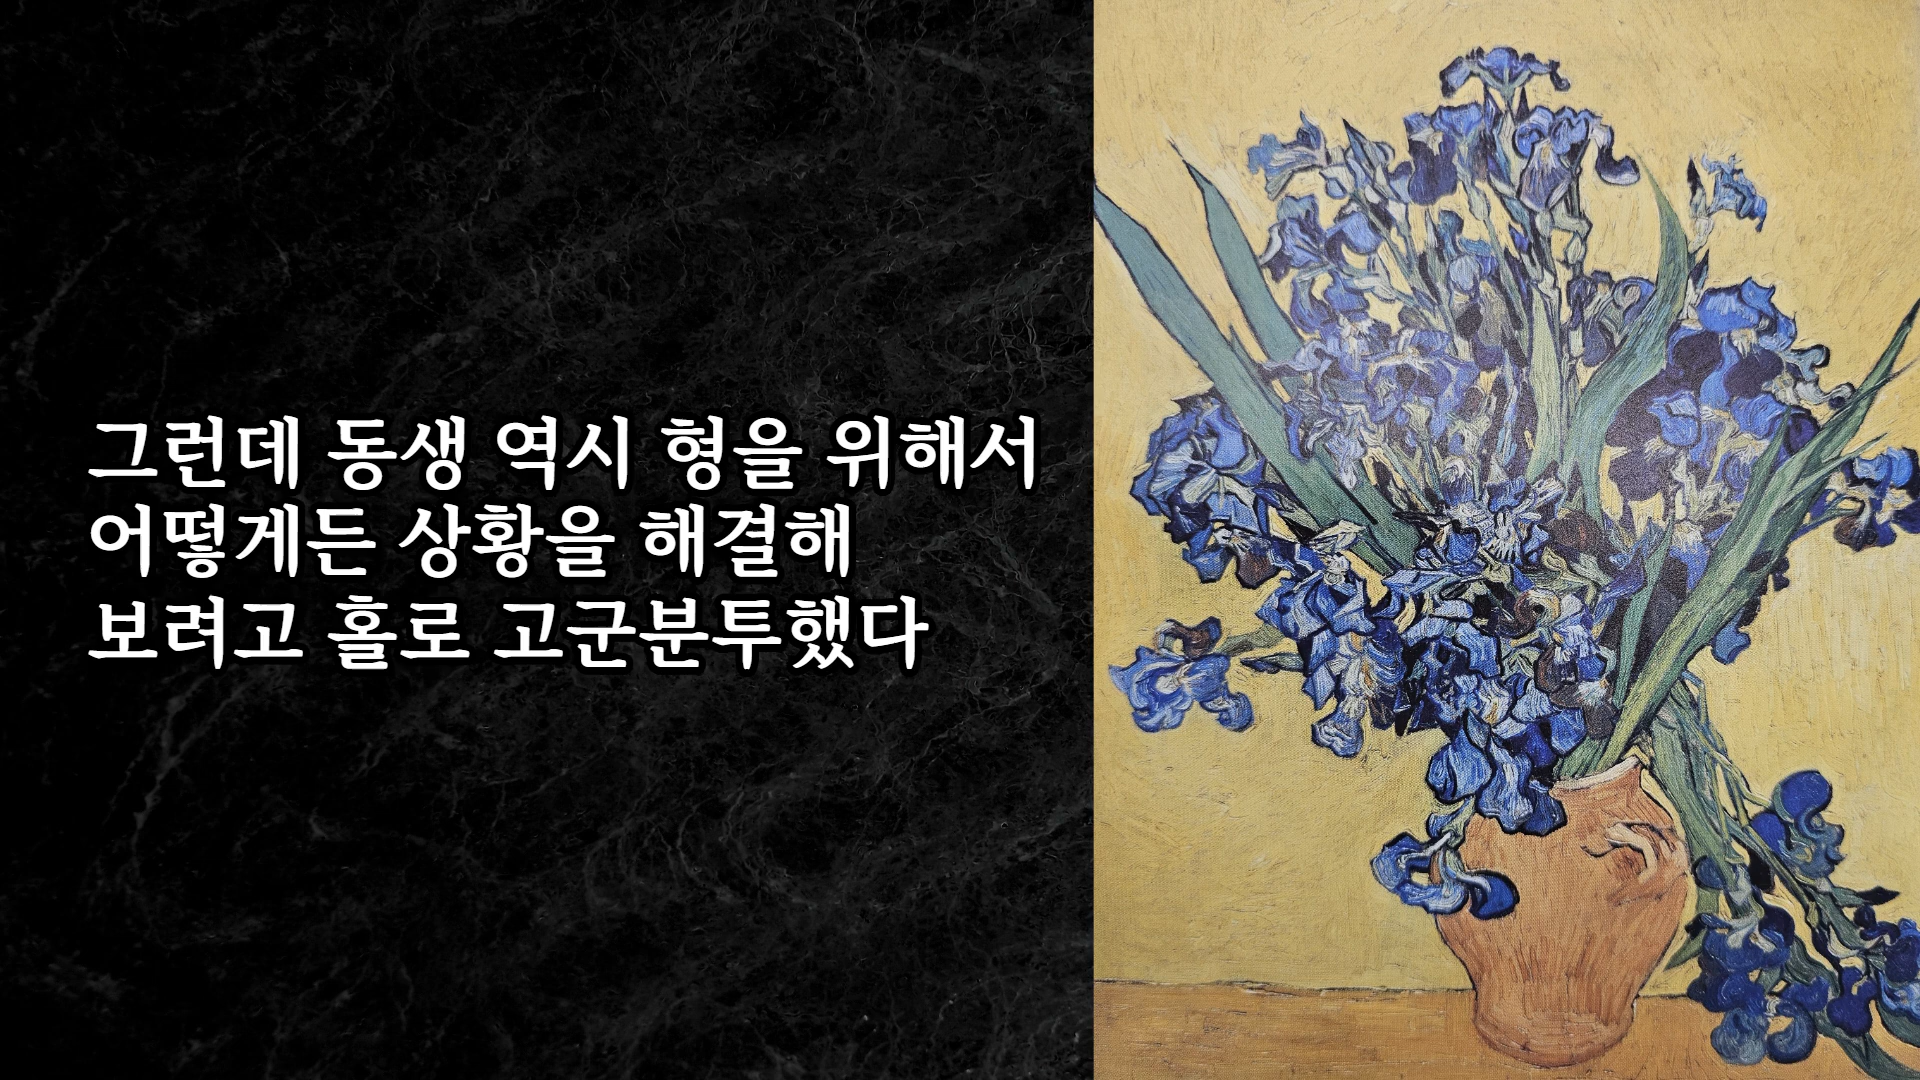 그런데 동생 역시 형을 위해서
어떻게든 상황을 해결해
보려고 홀로 고군분투했다